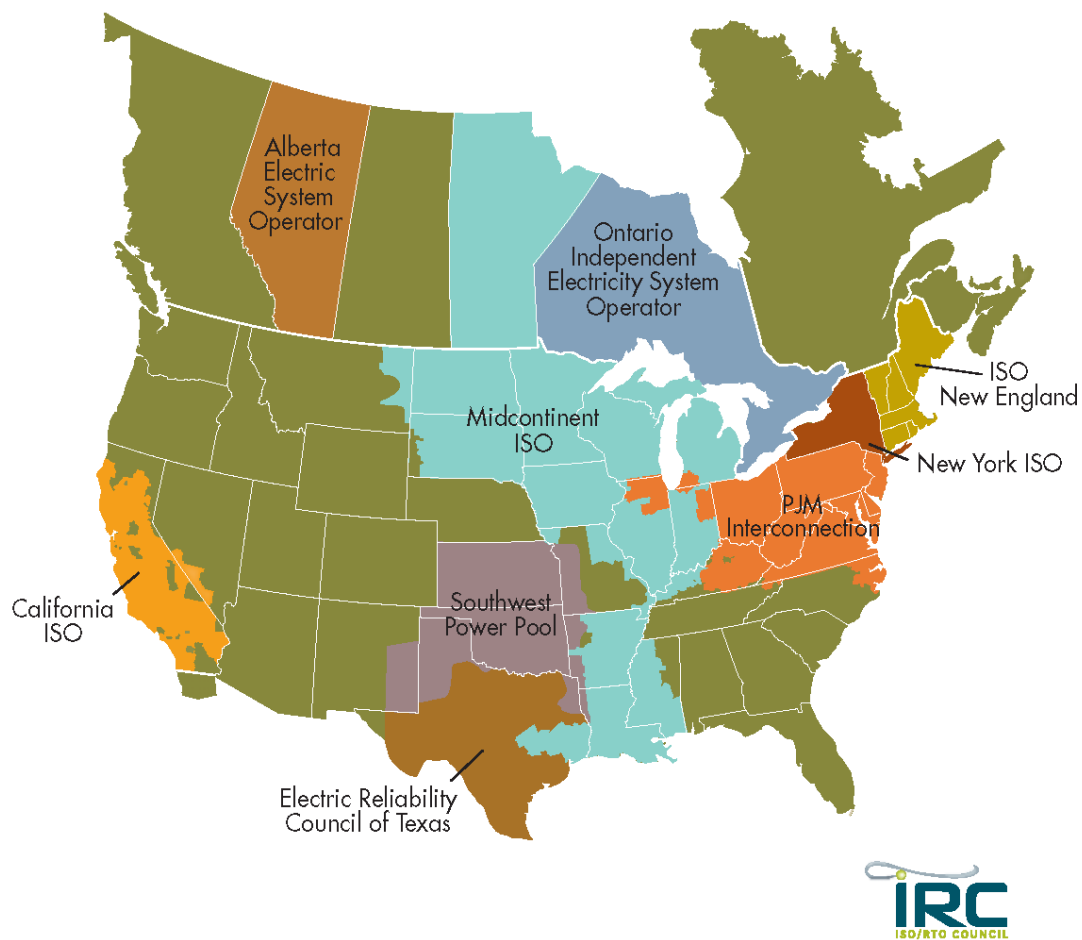 Alberta
Electric
System
Operator
Ontario
Independent
Electricity System
Operator
ISO
New England
Midcontinent
ISO
New York ISO
PJM
Interconnection
California
ISO
Southwest
Power Pool
Electric Reliability
Council of Texas
IRC
ISO/RTO COUNCIL